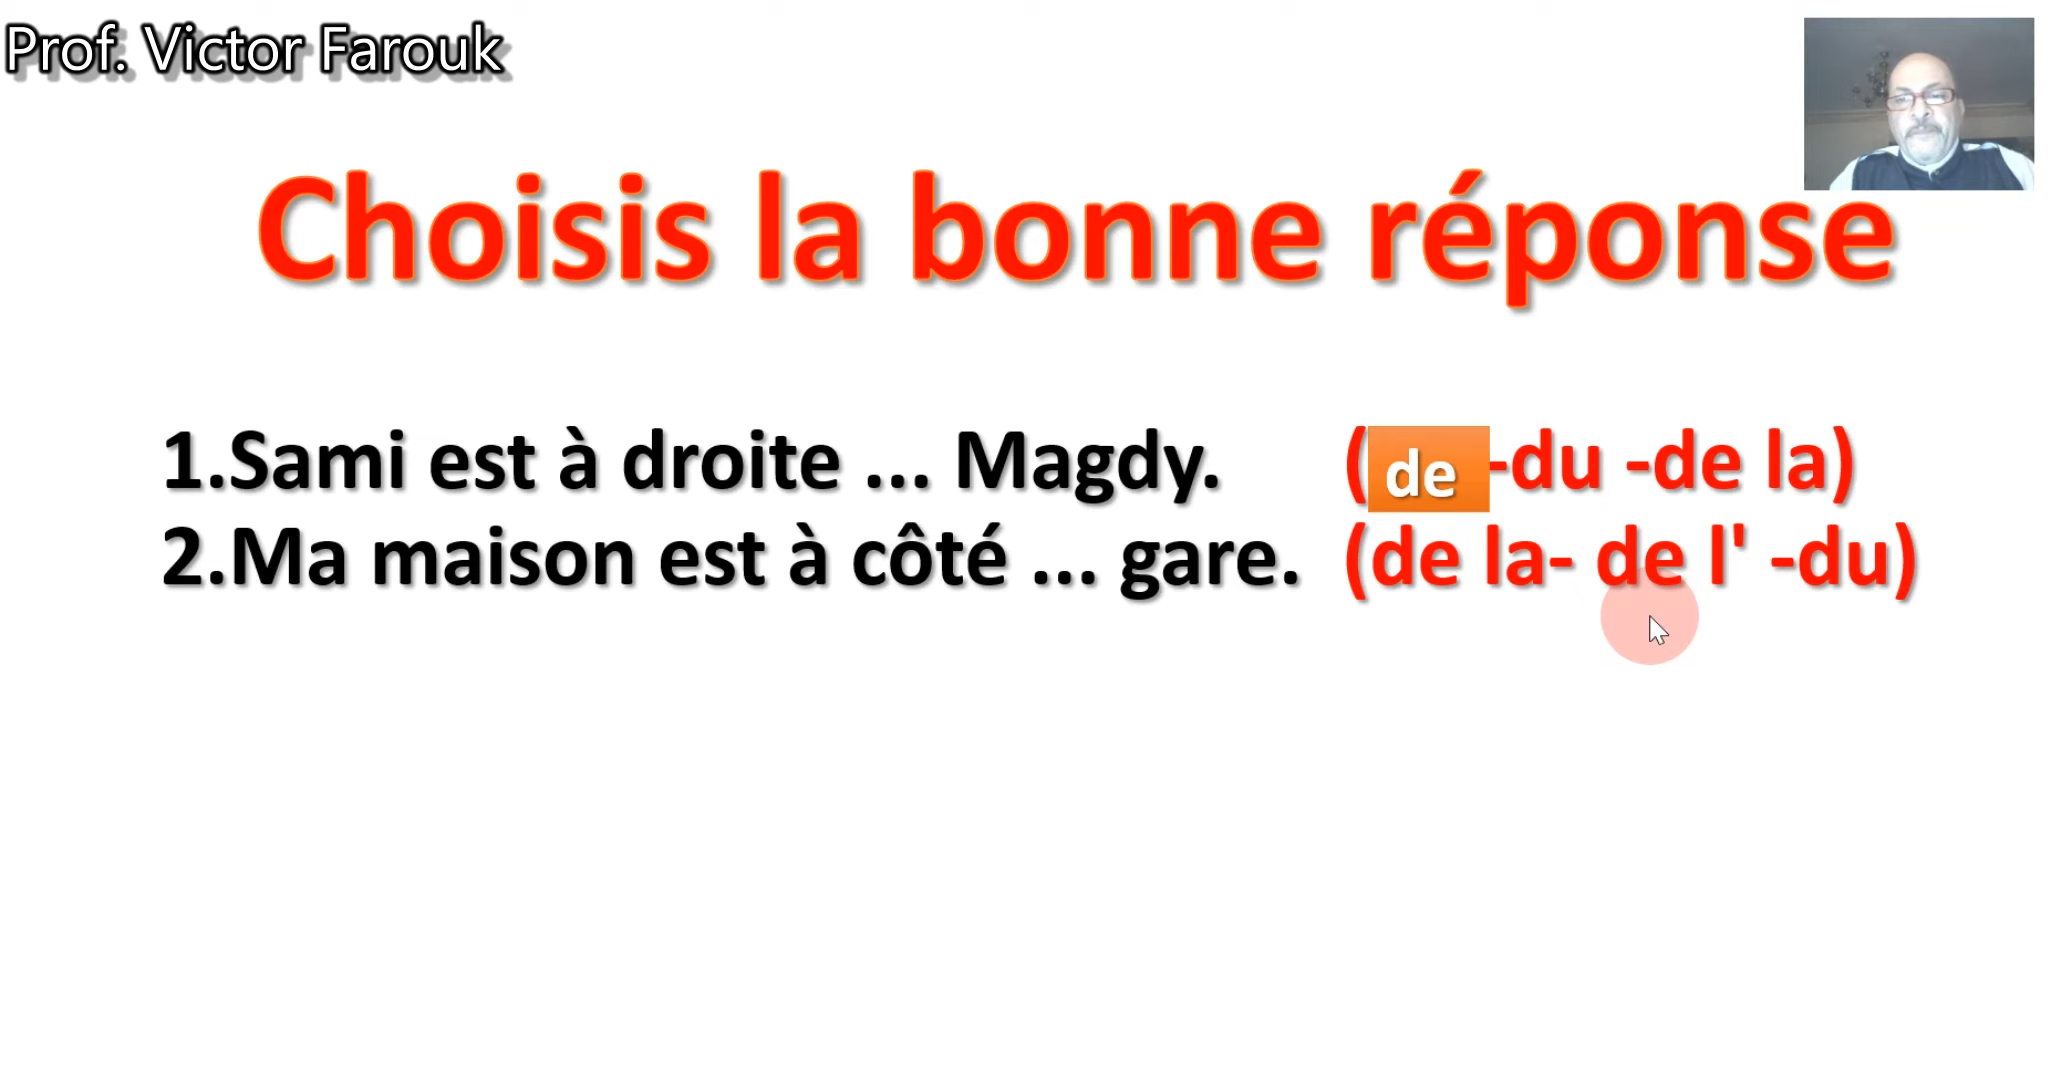 Prof. Victor Farouk
Choisis la bonne réponse
1.Sami est à droite ... Magdy. ( de -du -de la)
2.Ma maison est à côté ... gare. (de la- de l' -du)